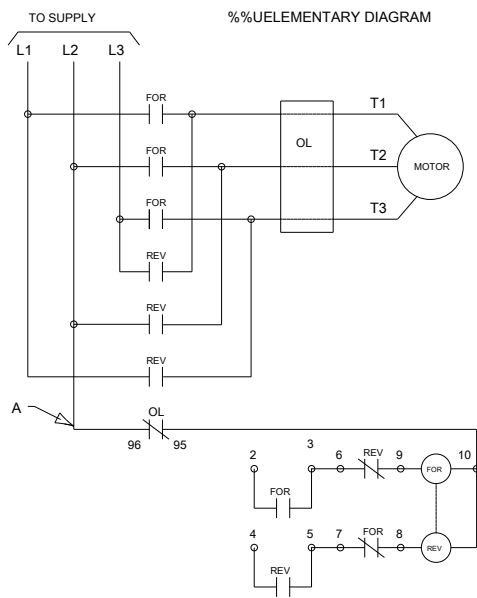 TO SUPPLY %%UELEMENTARY DIAGRAM
L1 L2 L3
FOR T1
OL
FOR T2
MOTOR
FOR T3
REV
REV
REV
A OL
96 95
2 3 6 REV 9 10
FOR
FOR
4 5 7 FOR 8
REV
REV